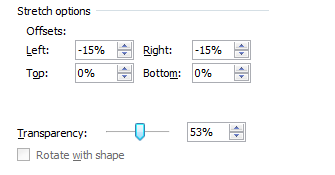 Stretch options
Offsets:
Left: -15% Right: -15%
Top: 0% Bottom: 0%
Transparency: 53%
Rotate with shape